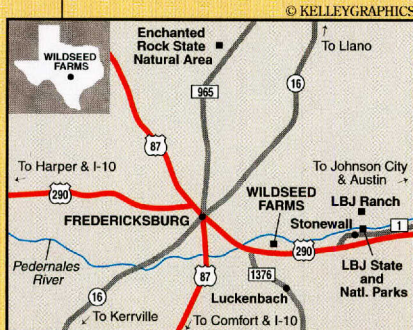 © KELLEYGRAPHICS
WILDSEED
FARMS
Enchanted
Rock State
Natural Area
To Llano
965
16
87
To Harper & I-10
290
To Johnson City
& Austin
WILDSEED
FARMS
LBJ Ranch
FREDERICKSBURG
Stonewall
1
290
Pedernales
River
87
1376
LBJ State
and
Natl. Parks
Luckenbach
16
To Kerrville
To Comfort & I-10